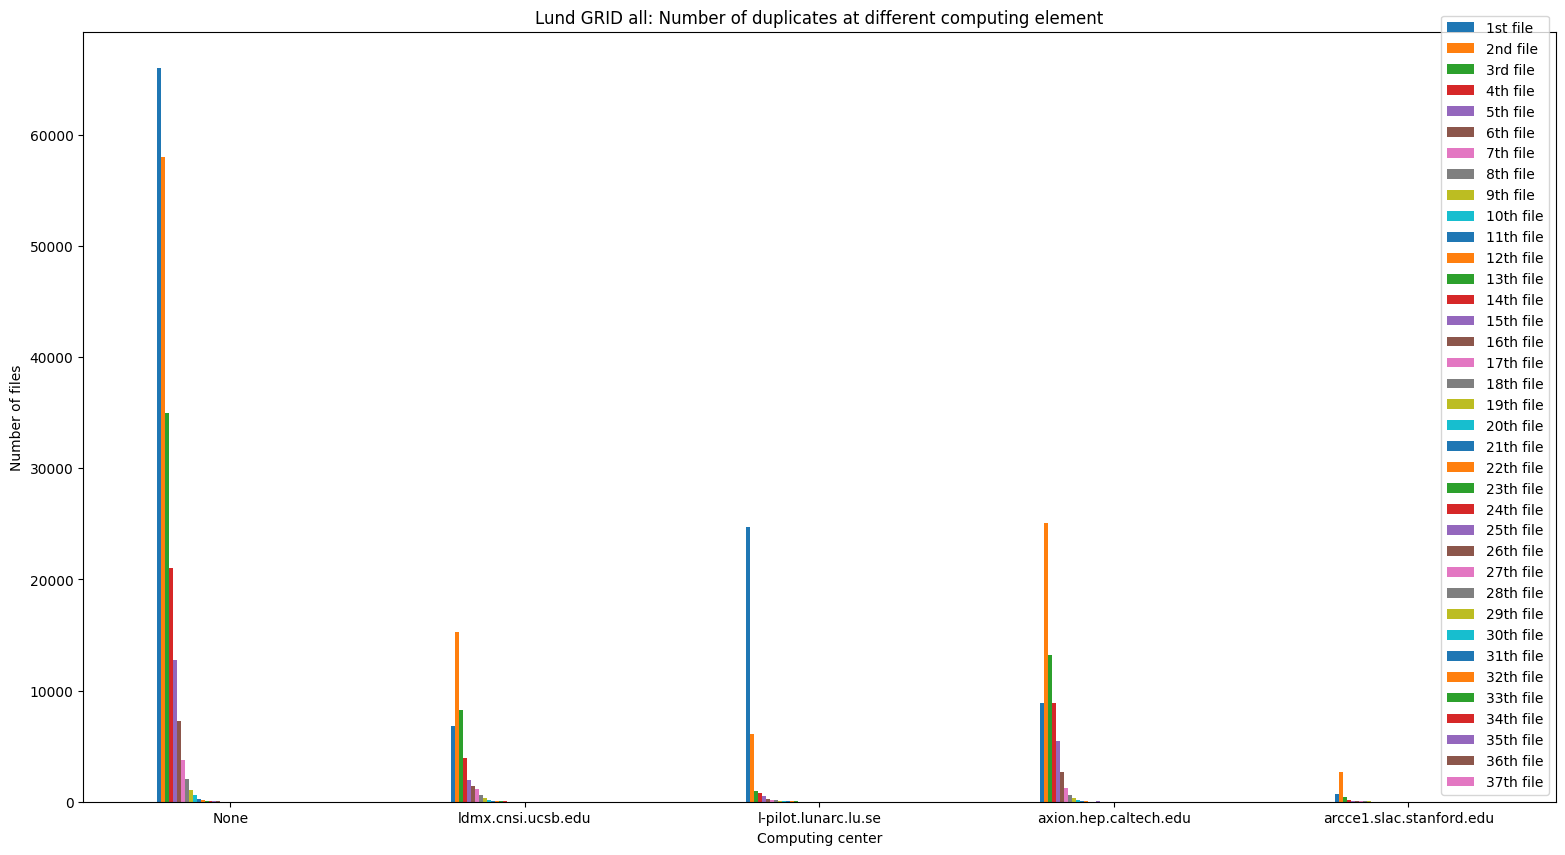 Lund GRID all: Number of duplicates at different computing element
1st file
2nd file
3rd file
4th file
5th file
6th file
7th file
8th file
9th file
10th file
11th file
12th file
13th file
14th file
15th file
16th file
17th file
18th file
19th file
20th file
21th file
22th file
23th file
24th file
25th file
26th file
27th file
28th file
29th file
30th file
31th file
32th file
33th file
34th file
35th file
36th file
37th file
Number of files
60000
50000
40000
30000
20000
10000
0
None
ldmx.cnsi.ucsb.edu
l-pilot.lunarc.lu.se
axion.hep.caltech.edu
arcce1.slac.stanford.edu
Computing center